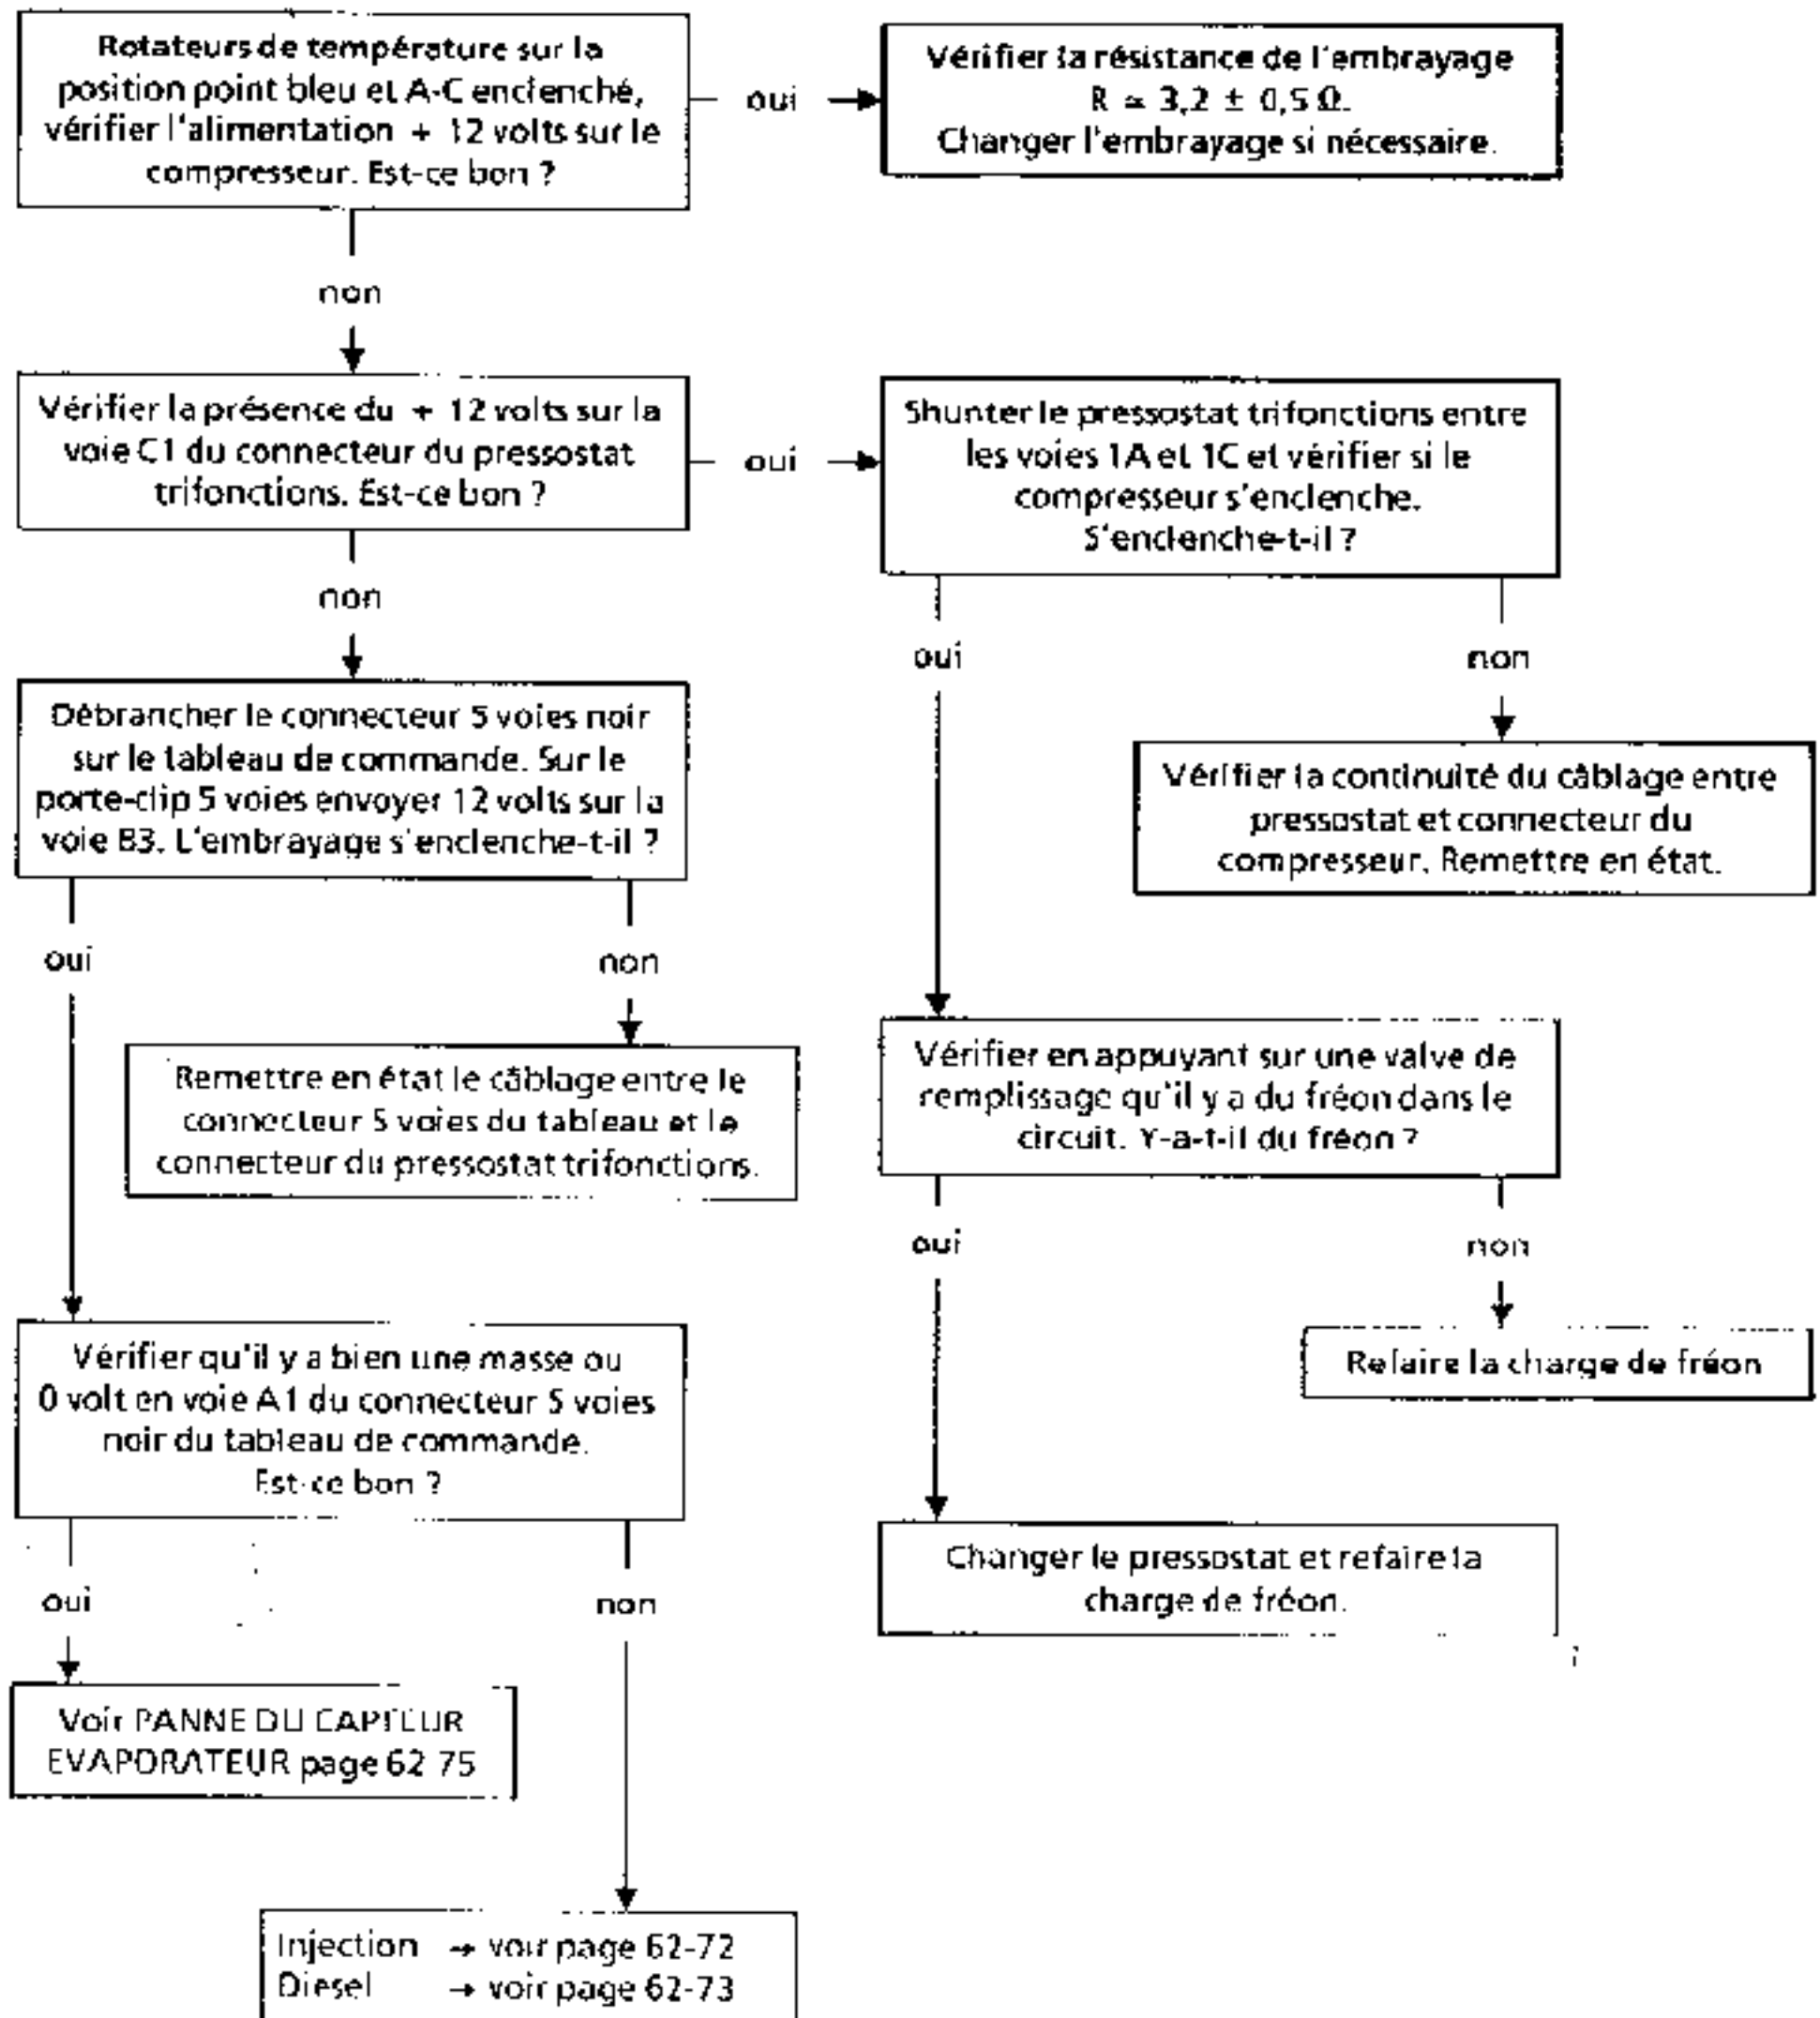 Rotateurs de température sur la
position point bleu et A-C enclenché,
vérifier l'alimentation + 12 volts sur le
compresseur. Est-ce bon ?
oui
Vérifier la résistance de l'embrayage
R ≃ 3,2 ± 0,5 Ω.
Changer l'embrayage si nécessaire.
non
Vérifier la présence du + 12 volts sur la
voie C1 du connecteur du pressostat
trifonctions. Est-ce bon ?
oui
Shunter le pressostat trifonctions entre
les voies 1A et 1C et vérifier si le
compresseur s'enclenche.
S'enclenche-t-il ?
non
oui
non
Débrancher le connecteur 5 voies noir
sur le tableau de commande. Sur le
porte-clip 5 voies envoyer 12 volts sur la
voie B3. L'embrayage s'enclenche-t-il ?
Vérifier la continuité du câblage entre
pressostat et connecteur du
compresseur. Remettre en état.
oui
non
Remettre en état le câblage entre le
connecteur 5 voies du tableau et le
connecteur du pressostat trifonctions.
Vérifier en appuyant sur une valve de
remplissage qu'il y a du fréon dans le
circuit. Y-a-t-il du fréon ?
oui
non
Vérifier qu'il y a bien une masse ou
0 volt en voie A1 du connecteur 5 voies
noir du tableau de commande.
Est-ce bon ?
Refaire la charge de fréon
Changer le pressostat et refaire la
charge de fréon.
oui
non
Voir PANNE DU CAPTEUR
EVAPORATEUR page 62 75
Injection → voir page 62-72
Diesel → voir page 62-73